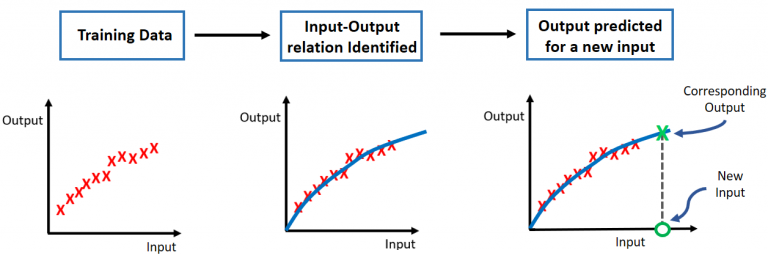 Training Data
Input-Output
relation Identified
Output predicted
for a new input
Output
Input
Output
Input
Output
Input
Corresponding
Output
New
Input